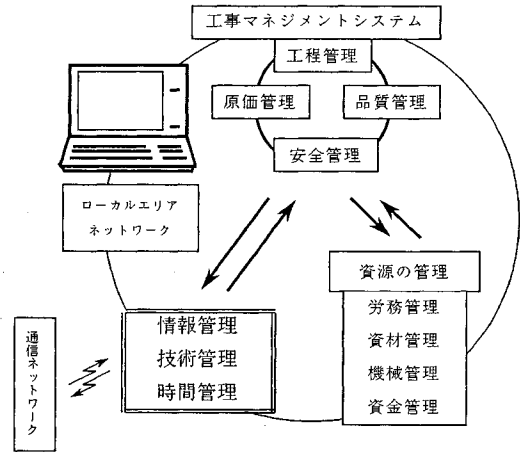 工事マネジメントシステム
工程管理
原価管理
品質管理
安全管理
ローカルエリア
ネットワーク
資源の管理
労務管理
資材管理
機械管理
資金管理
情報管理
技術管理
時間管理
通信ネットワーク